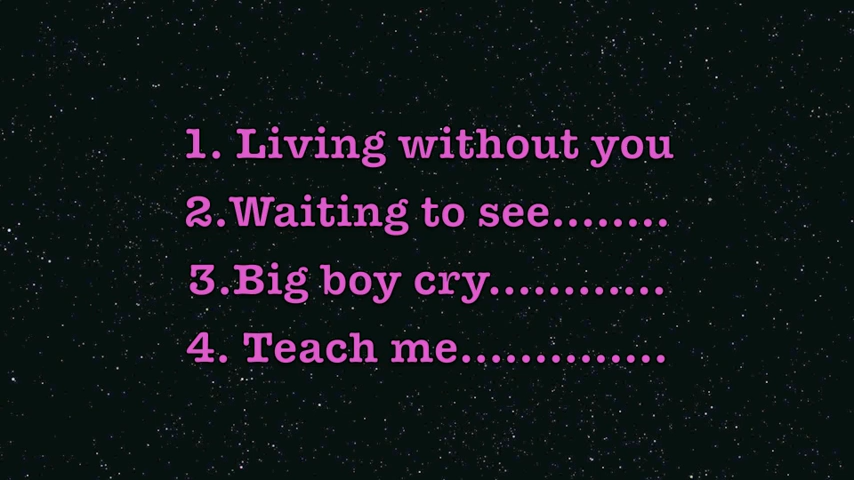 1. Living without you
2.Waiting to see........
3.Big boy cry............
4. Teach me..............